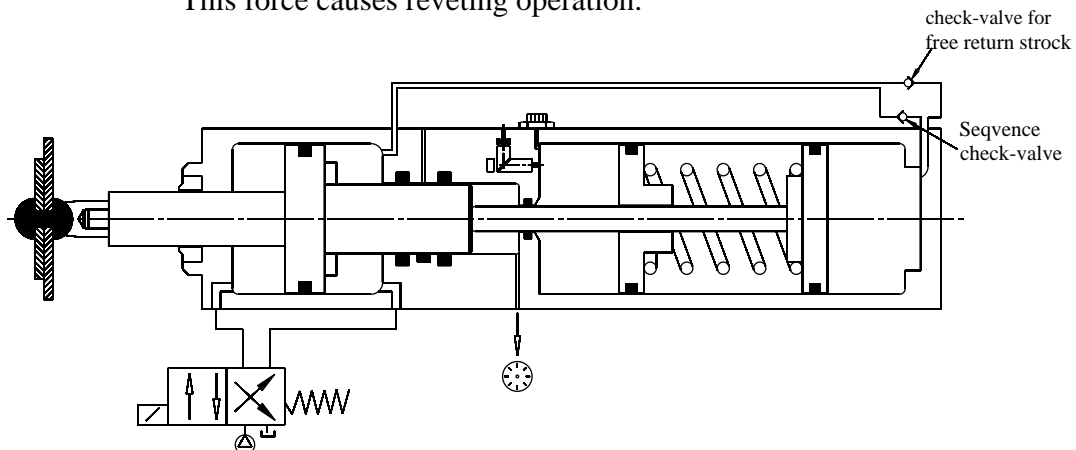 This force causes reveting operation.
check-valve for
free return strock
Seqvence
check-valve